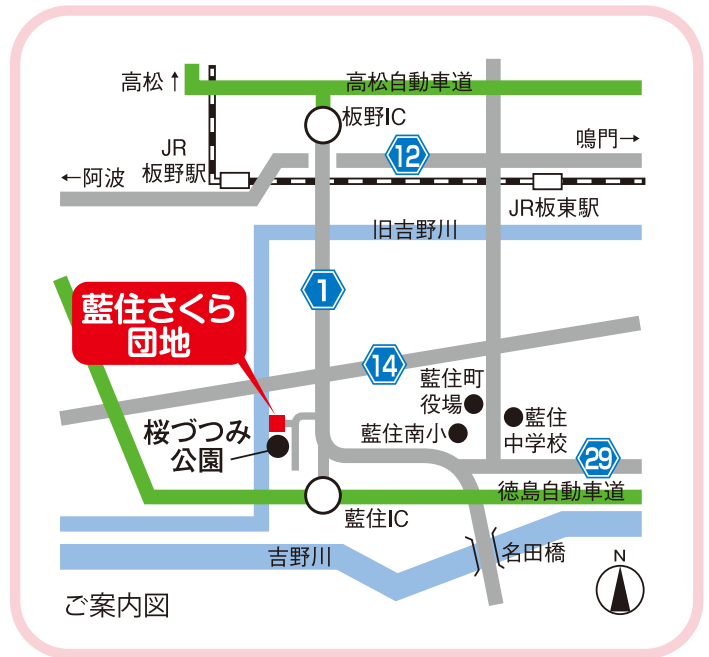 高松↑
高松自動車道
板野IC
鳴門→
12
JR
板野駅
←阿波
JR板東駅
旧吉野川
1
藍住さくら
団地
14
藍住町
役場
藍住南小
藍住
中学校
桜づつみ
公園
29
徳島自動車道
藍住IC
吉野川
名田橋
N
ご案内図